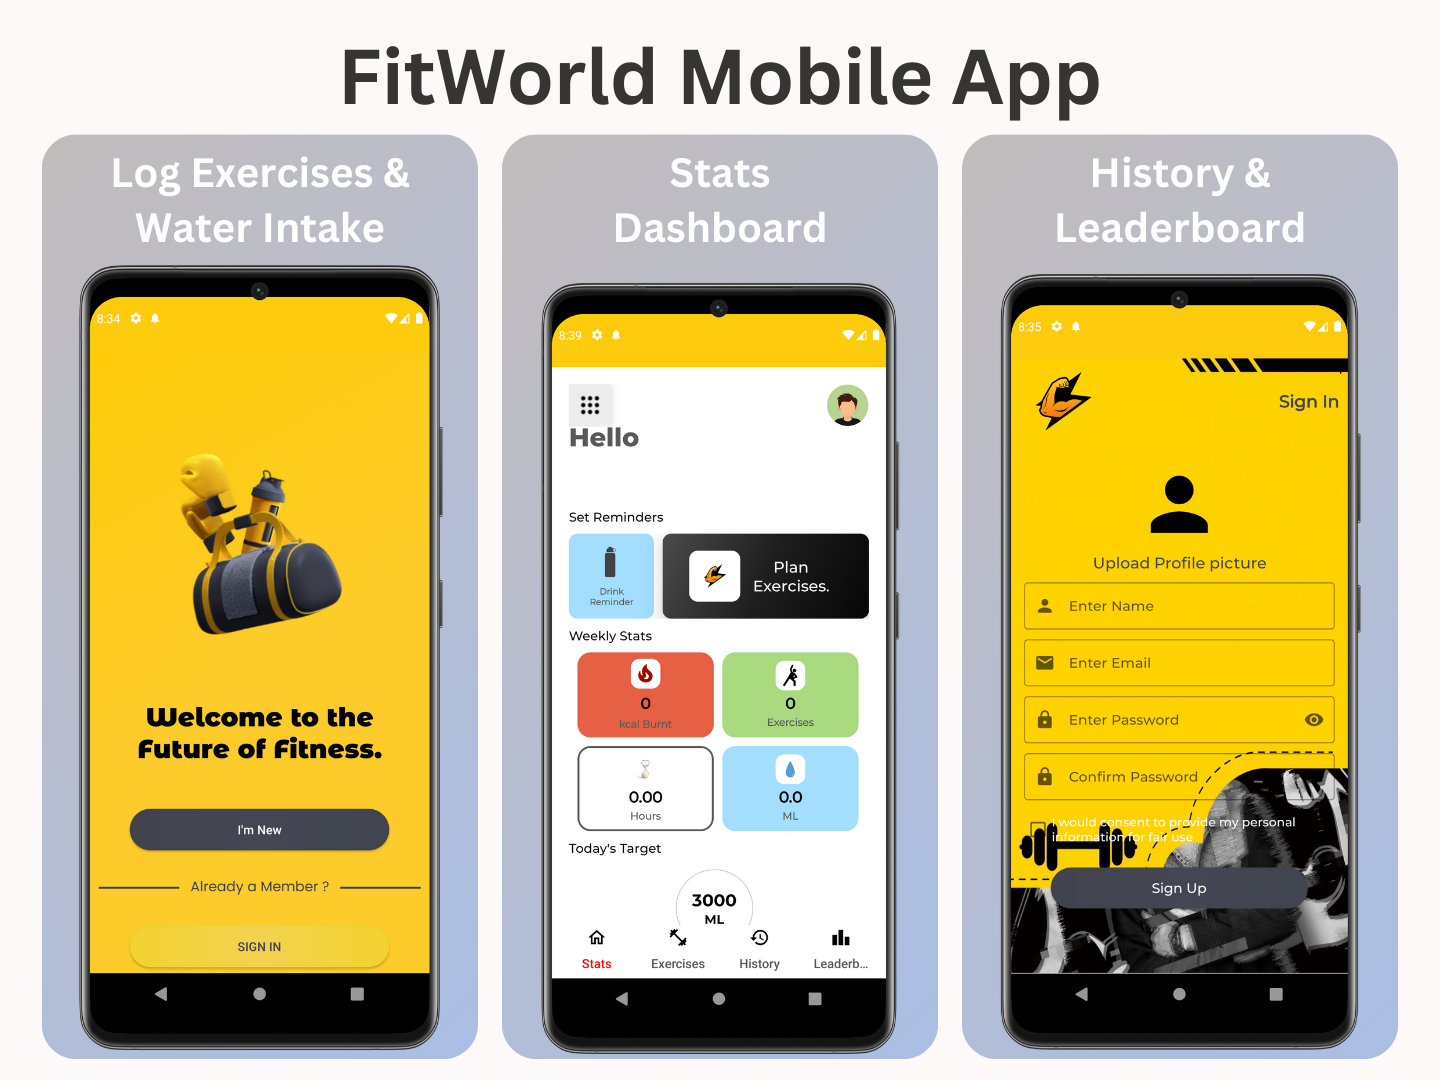 FitWorld Mobile App
Log Exercises &
Water Intake
8:34
Welcome to the
Future of Fitness.
I'm New
Already a Member ?
SIGN IN
Stats
Dashboard
8:39
Hello
Set Reminders
Drink
Reminder
Plan
Exercises.
Weekly Stats
0
kcal Burnt
0
Exercises
0.00
Hours
0.0
ML
Today's Target
3000
ML
Stats
Exercises
History
Leaderb...
History &
Leaderboard
8:35
Sign In
Upload Profile picture
Enter Name
Enter Email
Enter Password
Confirm Password
I would consent to provide my personal
information for fair use
Sign Up